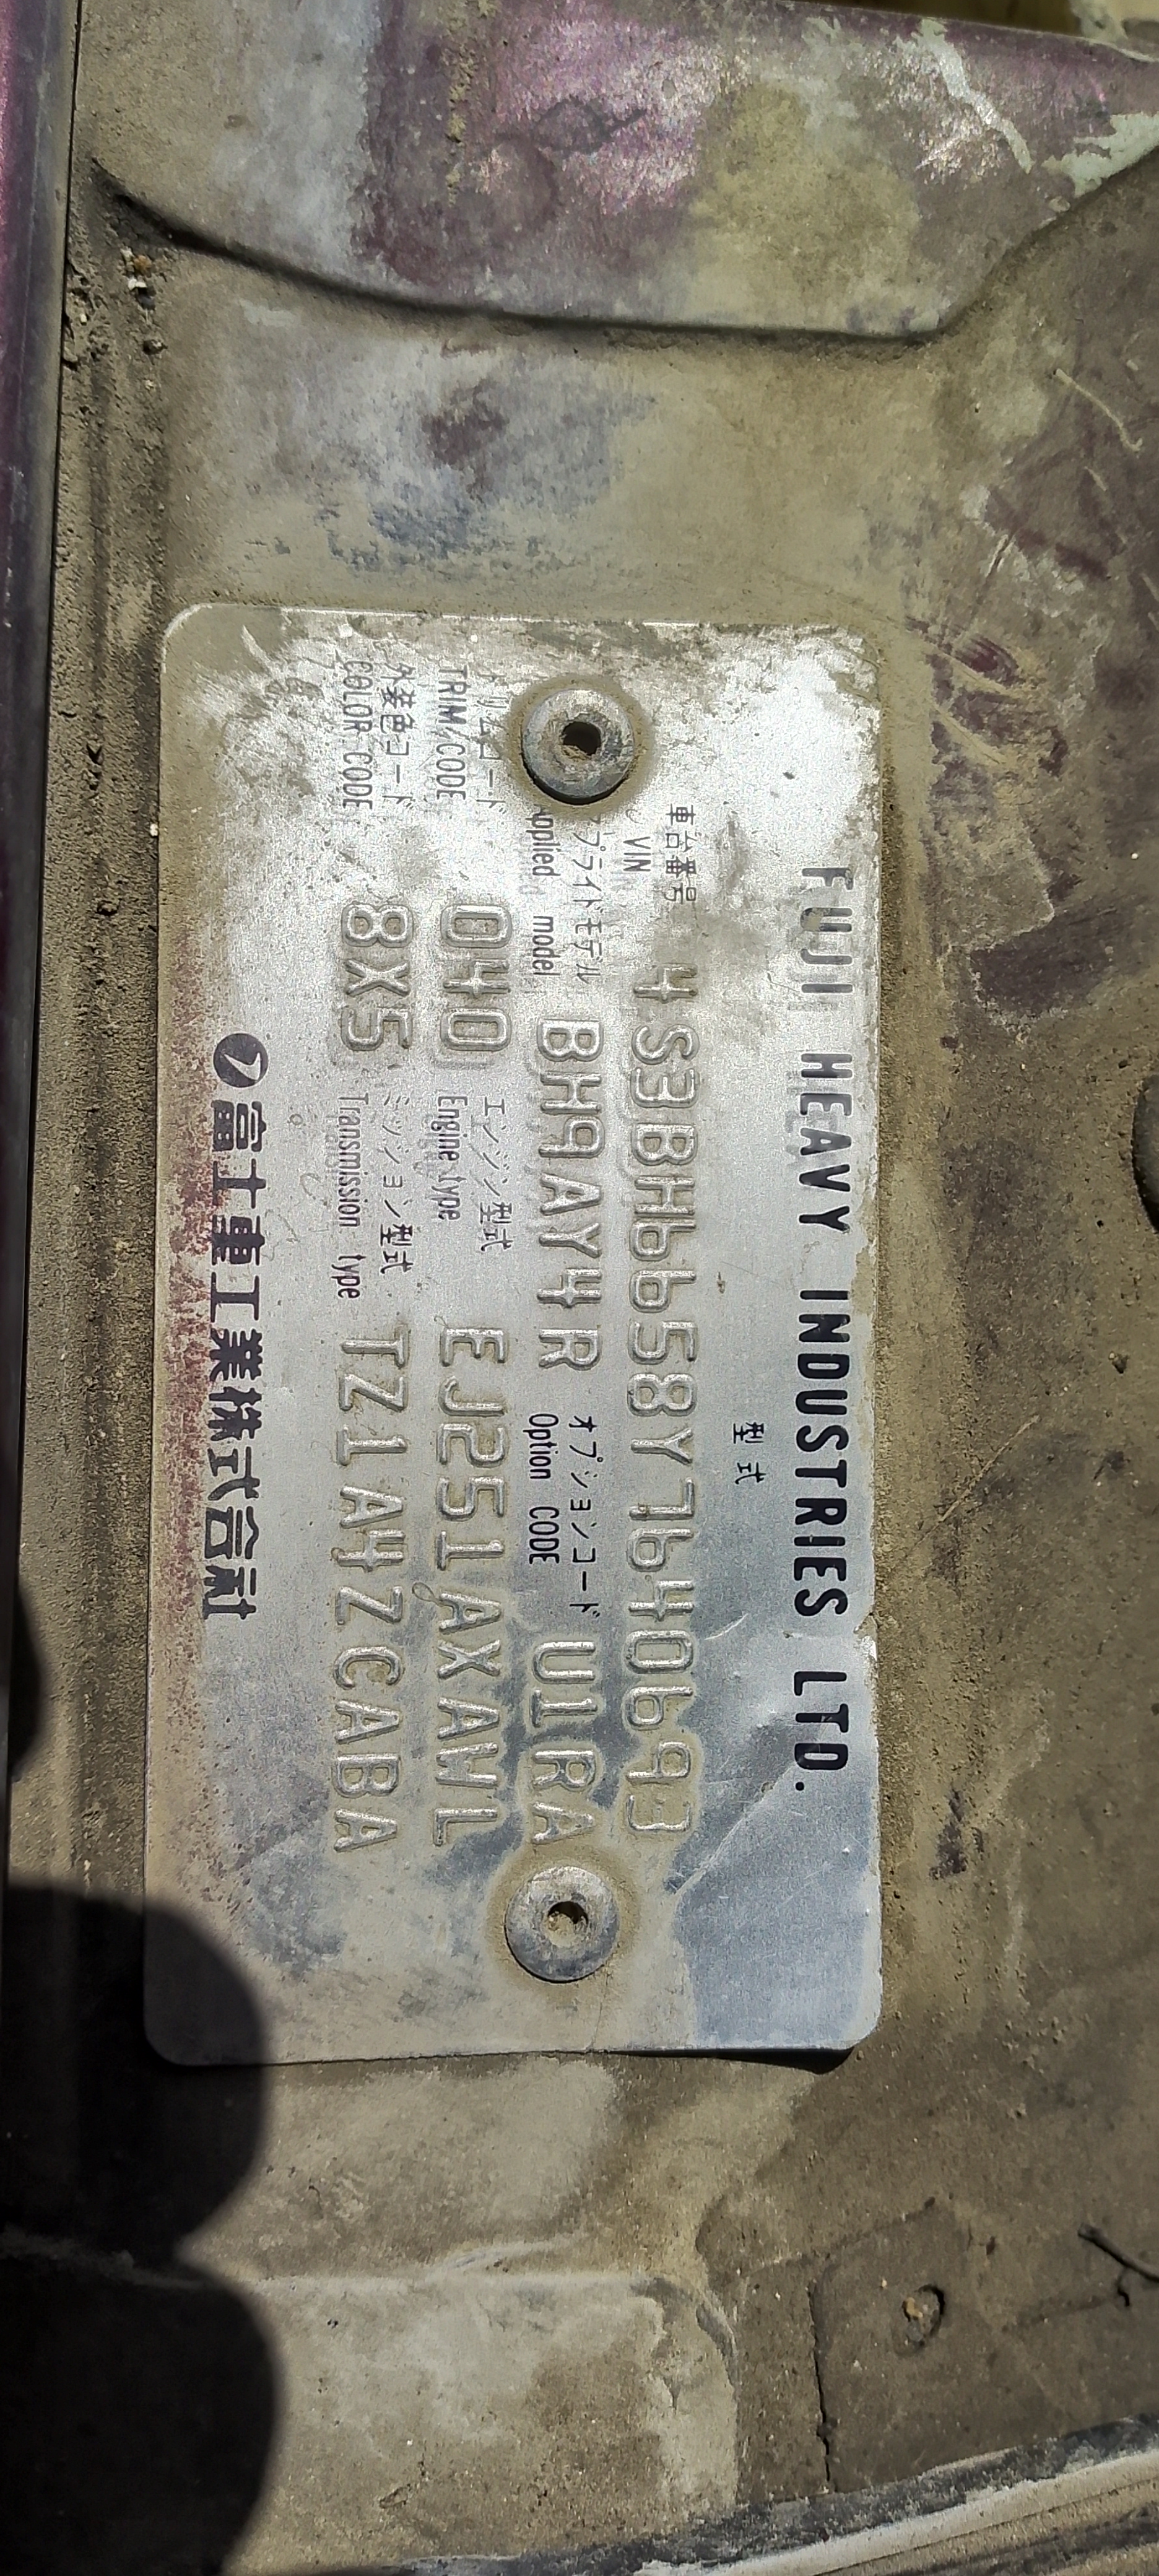 FUJI HEAVY INDUSTRIES LTD.
型式
車台番号
VIN 4S3BH6658Y7640693
アプライドモデル オプションコード
Applied model BH9AY4R Option CODE U1RA
トリムコード エンジン型式
TRIM CODE 040 Engine type EJ251AXAWL
外装色コード ミッション型式
COLOR CODE 8X5 Transmission type TZ1A4ZCABA
富士重工業株式会社